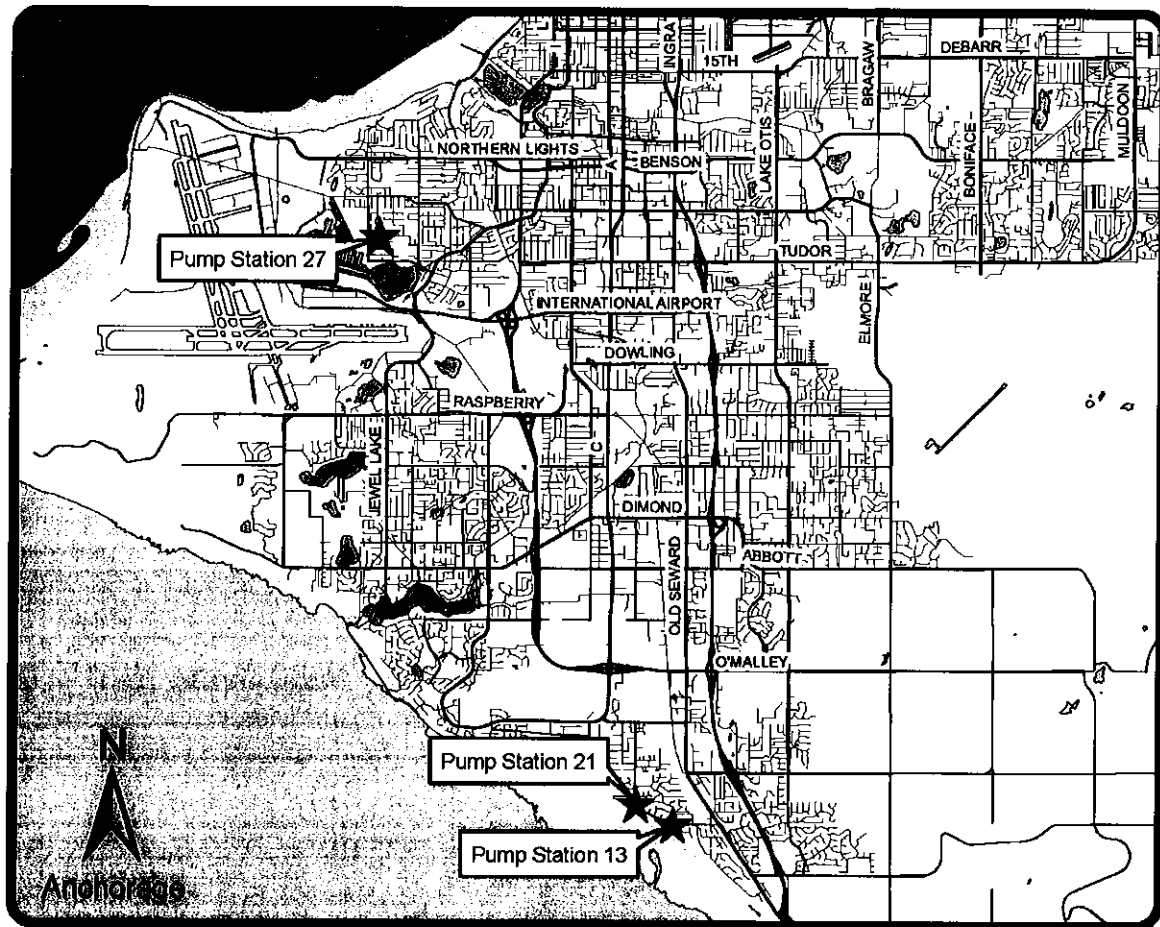 L
INGRA
15TH
BRAGAW
DEBARR
MULDOON
NORTHERN LIGHTS
A
BENSON
LAKE OTIS
BONIFACE
Pump Station 27
TUDOR
INTERNATIONAL AIRPORT
ELMORE
DOWLING
RASPBERRY
JEWEL LAKE
C
DIMOND
ABBOTT
OLD SEWARD
O'MALLEY
N
Pump Station 21
Pump Station 13
Anchorage